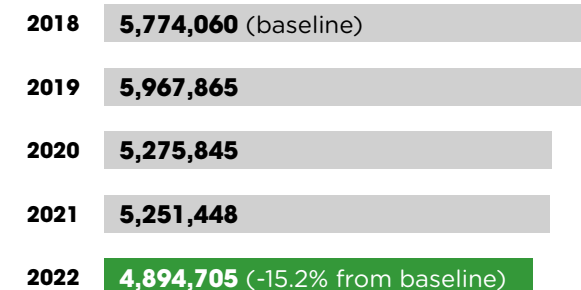 2018 5,774,060 (baseline)
2019 5,967,865
2020 5,275,845
2021 5,251,448
2022 4,894,705 (-15.2% from baseline)